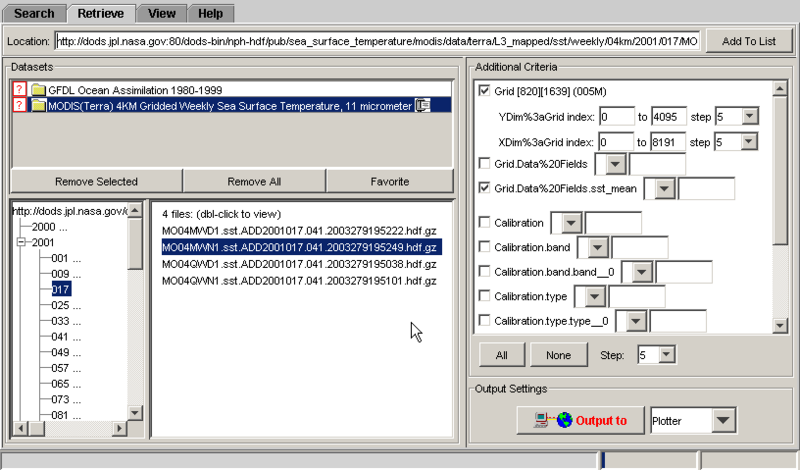 Search Retrieve View Help
Location: http://dods.jpl.nasa.gov:80/dods-bin/nph-hdf/pub/sea_surface_temperature/modis/data/terra/L3_mapped/sst/weekly/04km/2001/017/MO Add To List
Datasets
? GFDL Ocean Assimilation 1980-1999
? MODIS(Terra) 4KM Gridded Weekly Sea Surface Temperature, 11 micrometer
Remove Selected Remove All Favorite
http://dods.jpl.nasa.gov/
2000 ...
2001
001 ...
009 ...
017
025 ...
033 ...
041 ...
049 ...
057 ...
065 ...
073 ...
081 ...
4 files: (dbl-click to view)
MO04MWD1.sst.ADD2001017.041.2003279195222.hdf.gz
MO04MWN1.sst.ADD2001017.041.2003279195249.hdf.gz
MO04QWD1.sst.ADD2001017.041.2003279195038.hdf.gz
MO04QWN1.sst.ADD2001017.041.2003279195101.hdf.gz
Additional Criteria
Grid [820][1639] (005M)
YDim%3aGrid index: 0 to 4095 step 5
XDim%3aGrid index: 0 to 8191 step 5
Grid.Data%20Fields
Grid.Data%20Fields.sst_mean
Calibration
Calibration.band
Calibration.band.band__0
Calibration.type
Calibration.type.type__0
All None Step: 5
Output Settings
Output to Plotter